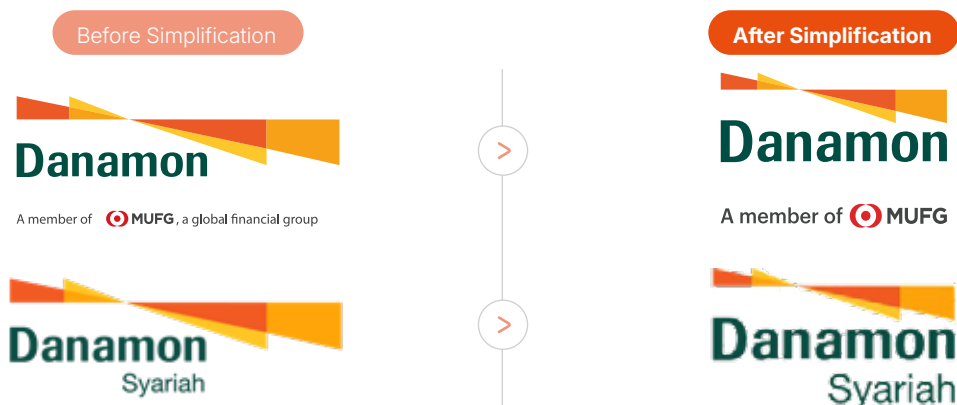 Before Simplification
After Simplification
Danamon
Danamon
A member of MUFG, a global financial group
A member of MUFG
Danamon
Syariah
Danamon
Syariah